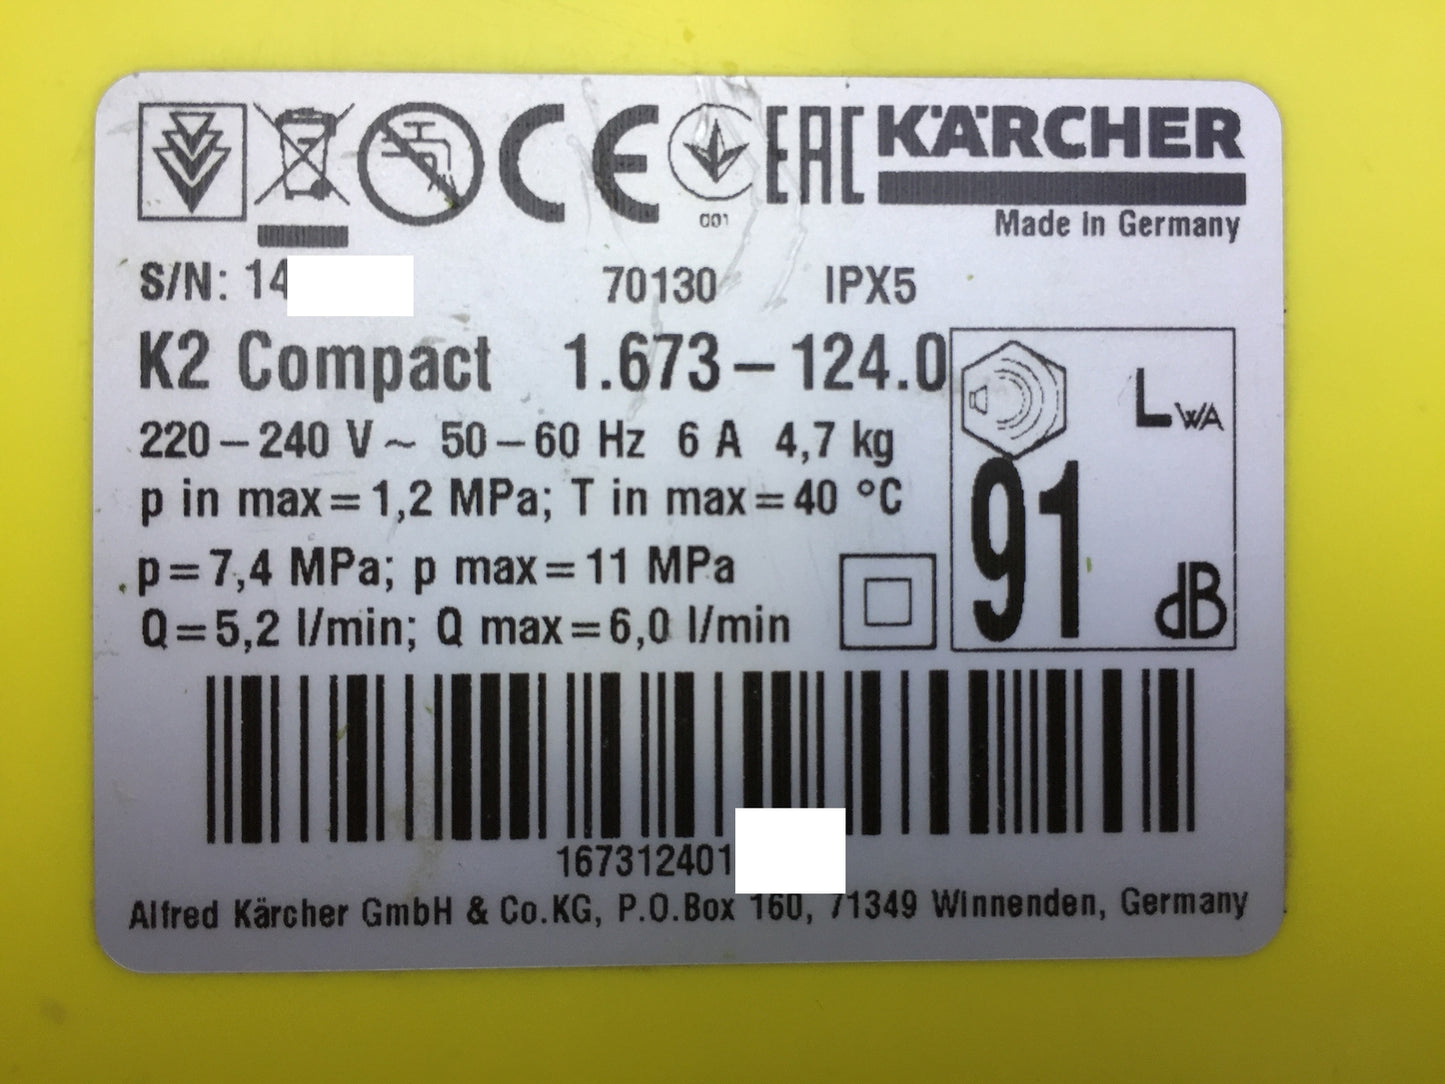 CE 001 EAC KÄRCHER
Made in Germany
S/N: 14 70130 IPX5
K2 Compact 1.673-124.0
220-240 V~ 50-60 Hz 6 A 4,7 kg
p in max=1,2 MPa; T in max=40 °C
p=7,4 MPa; p max=11 MPa
Q=5,2 l/min; Q max=6,0 l/min
LWA
91 dB
167312401
Alfred Kärcher GmbH & Co.KG, P.O.Box 160, 71349 Winnenden, Germany